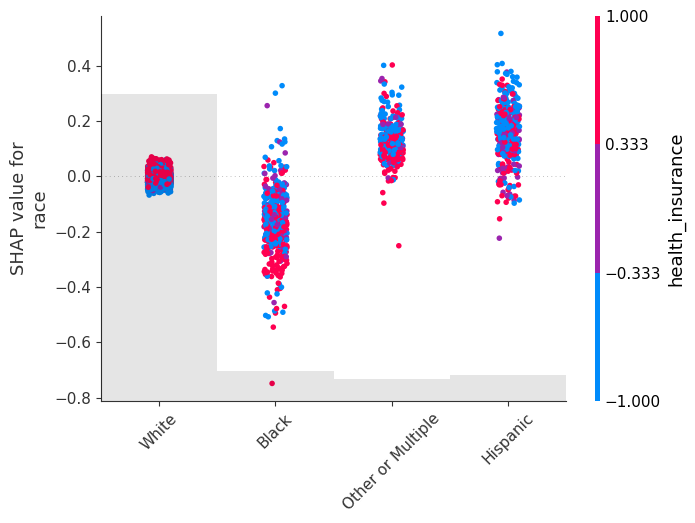 SHAP value for
race
0.4
0.2
0.0
−0.2
−0.4
−0.6
−0.8
White
Black
Other or Multiple
Hispanic
1.000
0.333
−0.333
−1.000
health_insurance